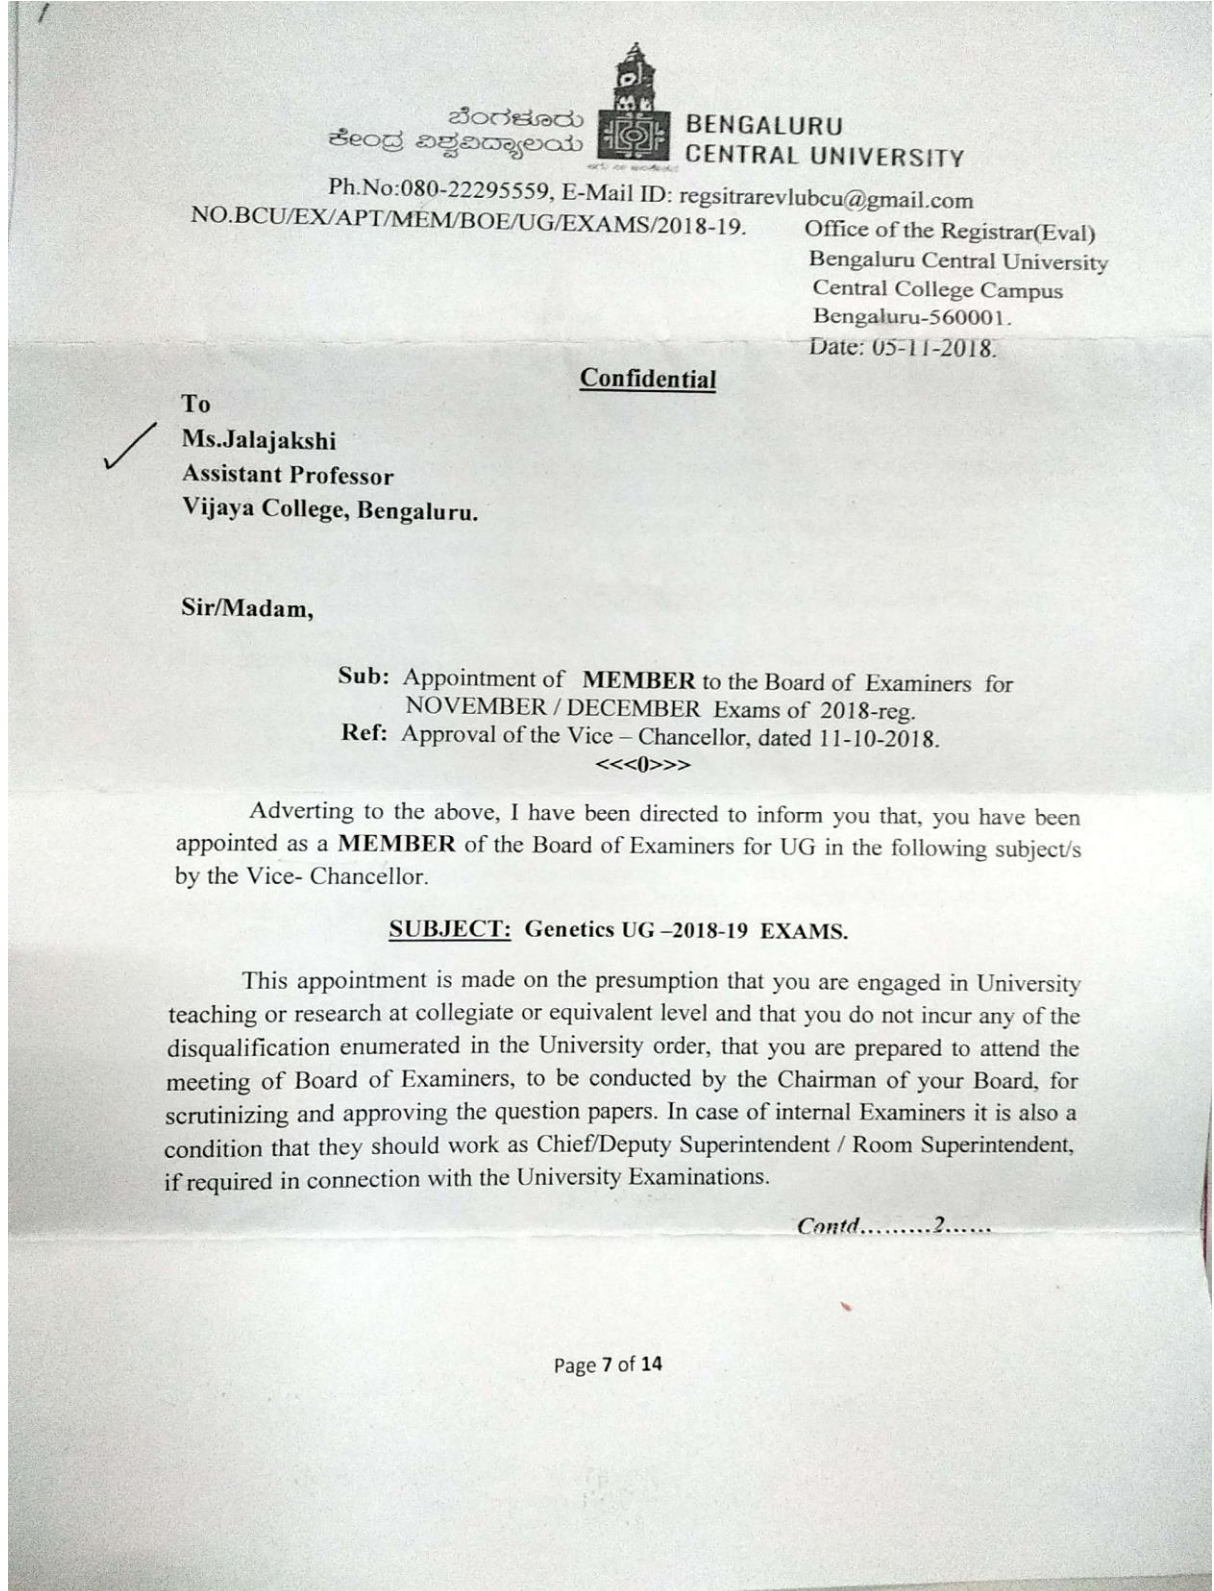 ಬೆಂಗಳೂರು
ಕೇಂದ್ರ ವಿಶ್ವವಿದ್ಯಾಲಯ
BENGALURU
CENTRAL UNIVERSITY
Ph.No:080-22295559, E-Mail ID: regsitrarevlubcu@gmail.com
NO.BCU/EX/APT/MEM/BOE/UG/EXAMS/2018-19.
Office of the Registrar(Eval)
Bengaluru Central University
Central College Campus
Bengaluru-560001.
Date: 05-11-2018.
Confidential
To
Ms.Jalajakshi
Assistant Professor
Vijaya College, Bengaluru.
Sir/Madam,
Sub: Appointment of MEMBER to the Board of Examiners for
NOVEMBER / DECEMBER Exams of 2018-reg.
Ref: Approval of the Vice – Chancellor, dated 11-10-2018.
<<<0>>>
Adverting to the above, I have been directed to inform you that, you have been
appointed as a MEMBER of the Board of Examiners for UG in the following subject/s
by the Vice- Chancellor.
SUBJECT: Genetics UG –2018-19 EXAMS.
This appointment is made on the presumption that you are engaged in University
teaching or research at collegiate or equivalent level and that you do not incur any of the
disqualification enumerated in the University order, that you are prepared to attend the
meeting of Board of Examiners, to be conducted by the Chairman of your Board, for
scrutinizing and approving the question papers. In case of internal Examiners it is also a
condition that they should work as Chief/Deputy Superintendent / Room Superintendent,
if required in connection with the University Examinations.
Contd.........2......
Page 7 of 14